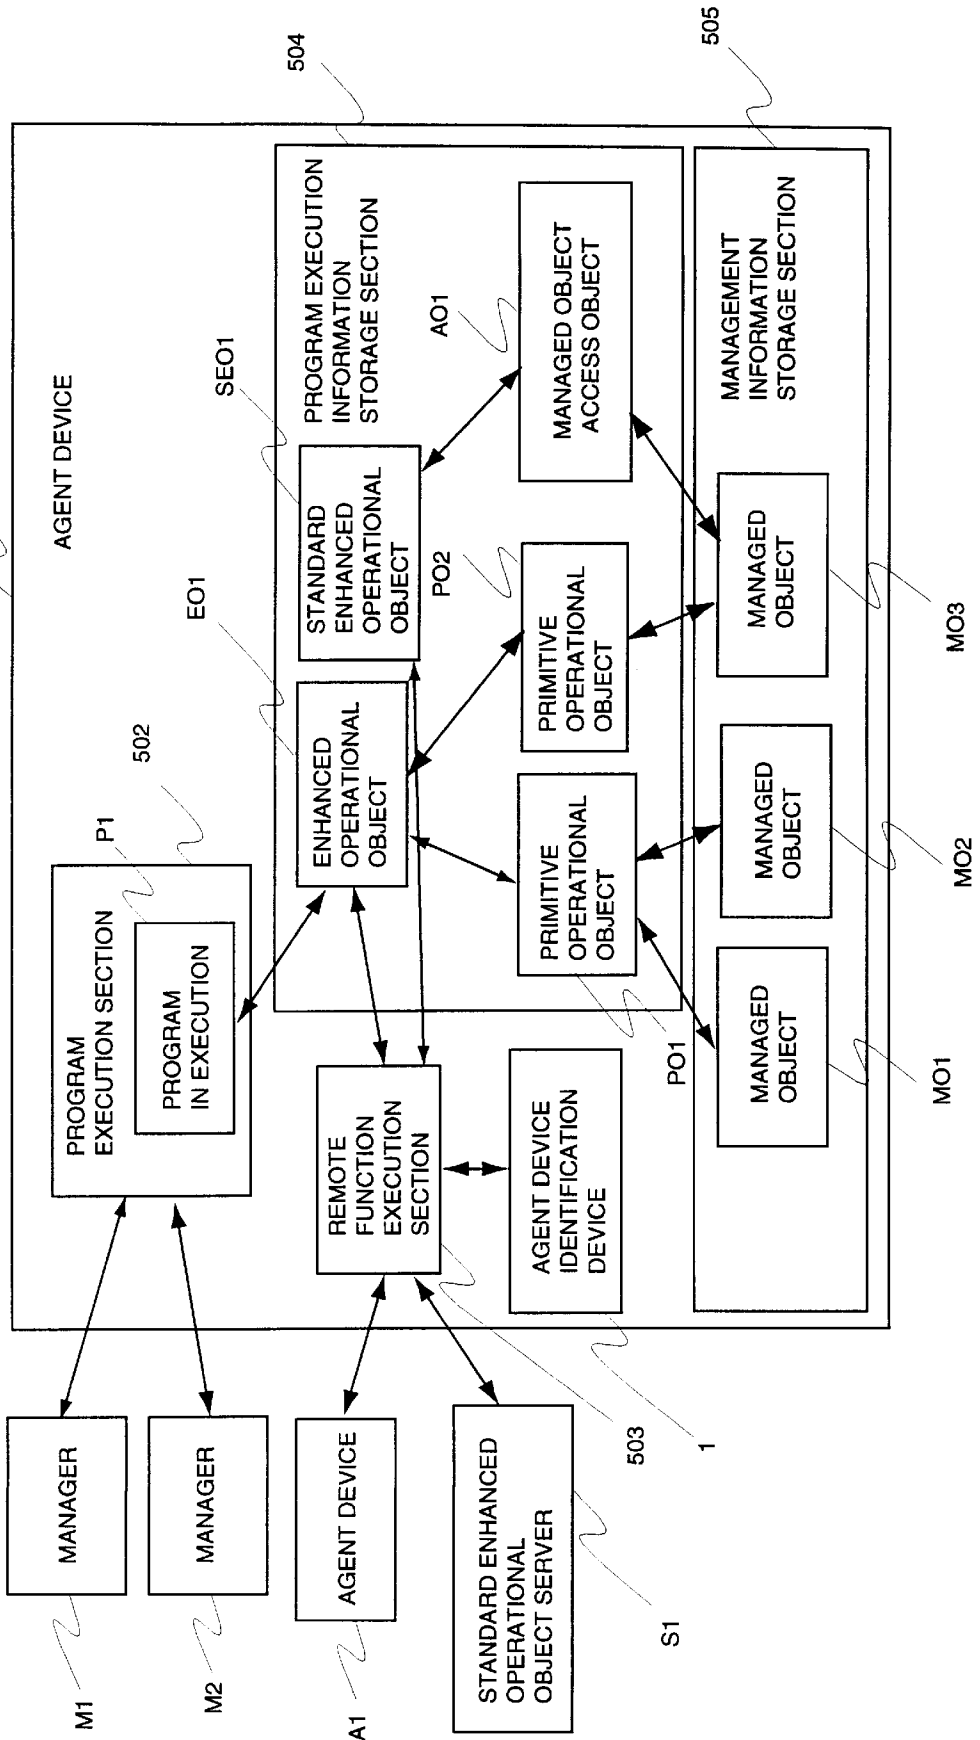 AGENT DEVICE
504
505
M1
MANAGER
M2
MANAGER
A1
AGENT DEVICE
STANDARD ENHANCED
OPERATIONAL
OBJECT SERVER
S1
PROGRAM
EXECUTION SECTION
PROGRAM
IN EXECUTION
P1
502
REMOTE
FUNCTION
EXECUTION
SECTION
503
AGENT DEVICE
IDENTIFICATION
DEVICE
1
PROGRAM EXECUTION
INFORMATION
STORAGE SECTION
ENHANCED
OPERATIONAL
OBJECT
EO1
STANDARD
ENHANCED
OPERATIONAL
OBJECT
SEO1
PRIMITIVE
OPERATIONAL
OBJECT
PO1
PRIMITIVE
OPERATIONAL
OBJECT
PO2
MANAGED OBJECT
ACCESS OBJECT
AO1
MANAGEMENT
INFORMATION
STORAGE SECTION
MANAGED
OBJECT
MO1
MANAGED
OBJECT
MO2
MANAGED
OBJECT
MO3